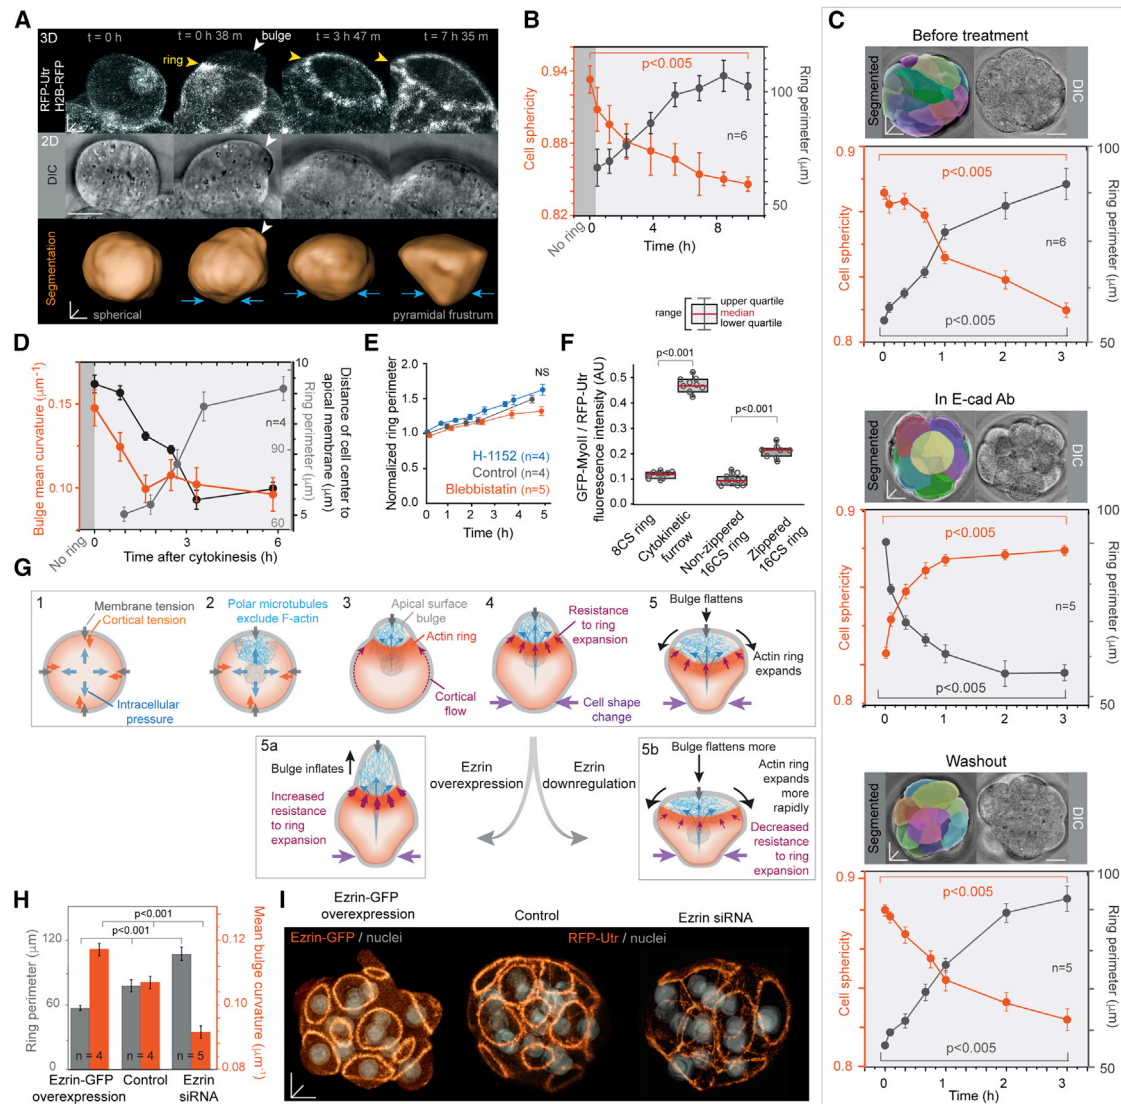 A
3D
RFP-Utr
H2B-RFP
t = 0 h
t = 0 h 38 m
bulge
t = 3 h 47 m
t = 7 h 35 m
ring
2D
DIC
Segmentation
spherical
pyramidal frustrum
B
p<0.005
n=6
Cell sphericity
0.94
0.88
0.82
Ring perimeter (μm)
100
50
No ring
0
4
8
Time (h)
range
upper quartile
median
lower quartile
C
Before treatment
Segmented
DIC
Cell sphericity
0.9
0.8
p<0.005
n=6
p<0.005
100
50
Ring perimeter (μm)
0
1
2
3
In E-cad Ab
Segmented
DIC
Cell sphericity
0.9
0.8
p<0.005
n=5
p<0.005
100
50
Ring perimeter (μm)
0
1
2
3
Washout
Segmented
DIC
Cell sphericity
0.9
0.8
p<0.005
n=5
p<0.005
100
50
Ring perimeter (μm)
0
1
2
3
Time (h)
D
Bulge mean curvature (μm-1)
0.15
0.10
n=4
10
5
90
60
Ring perimeter (μm)
Distance of cell center to
apical membrane (μm)
No ring
0
3
6
Time after cytokinesis (h)
E
Normalized ring perimeter
2.0
1.5
1.0
0.5
0.0
NS
H-1152 (n=4)
Control (n=4)
Blebbistatin (n=5)
0
1
2
3
4
5
Time (h)
F
GFP-MyoII / RFP-Utr
fluorescence intensity (AU)
0.5
0.4
0.3
0.2
0.1
0
p<0.001
p<0.001
8CS ring
Cytokinetic
furrow
Non-zippered
16CS ring
Zippered
16CS ring
G
1
Membrane tension
Cortical tension
Intracellular
pressure
2
Polar microtubules
exclude F-actin
3
Apical surface
bulge
Actin ring
Cortical
flow
4
Resistance
to ring
expansion
Cell shape
change
5
Bulge flattens
Actin ring
expands
5a
Bulge inflates
Increased
resistance
to ring
expansion
Ezrin
overexpression
Ezrin
downregulation
5b
Bulge flattens more
Actin ring
expands
more
rapidly
Decreased
resistance
to ring
expansion
H
Ring perimeter (μm)
120
60
0
p<0.001
p<0.001
n = 4
n = 4
n = 5
0.12
0.10
0.08
Mean bulge curvature
(μm-1)
Ezrin-GFP
overexpression
Control
Ezrin
siRNA
I
Ezrin-GFP
overexpression
Control
Ezrin siRNA
Ezrin-GFP / nuclei
RFP-Utr / nuclei